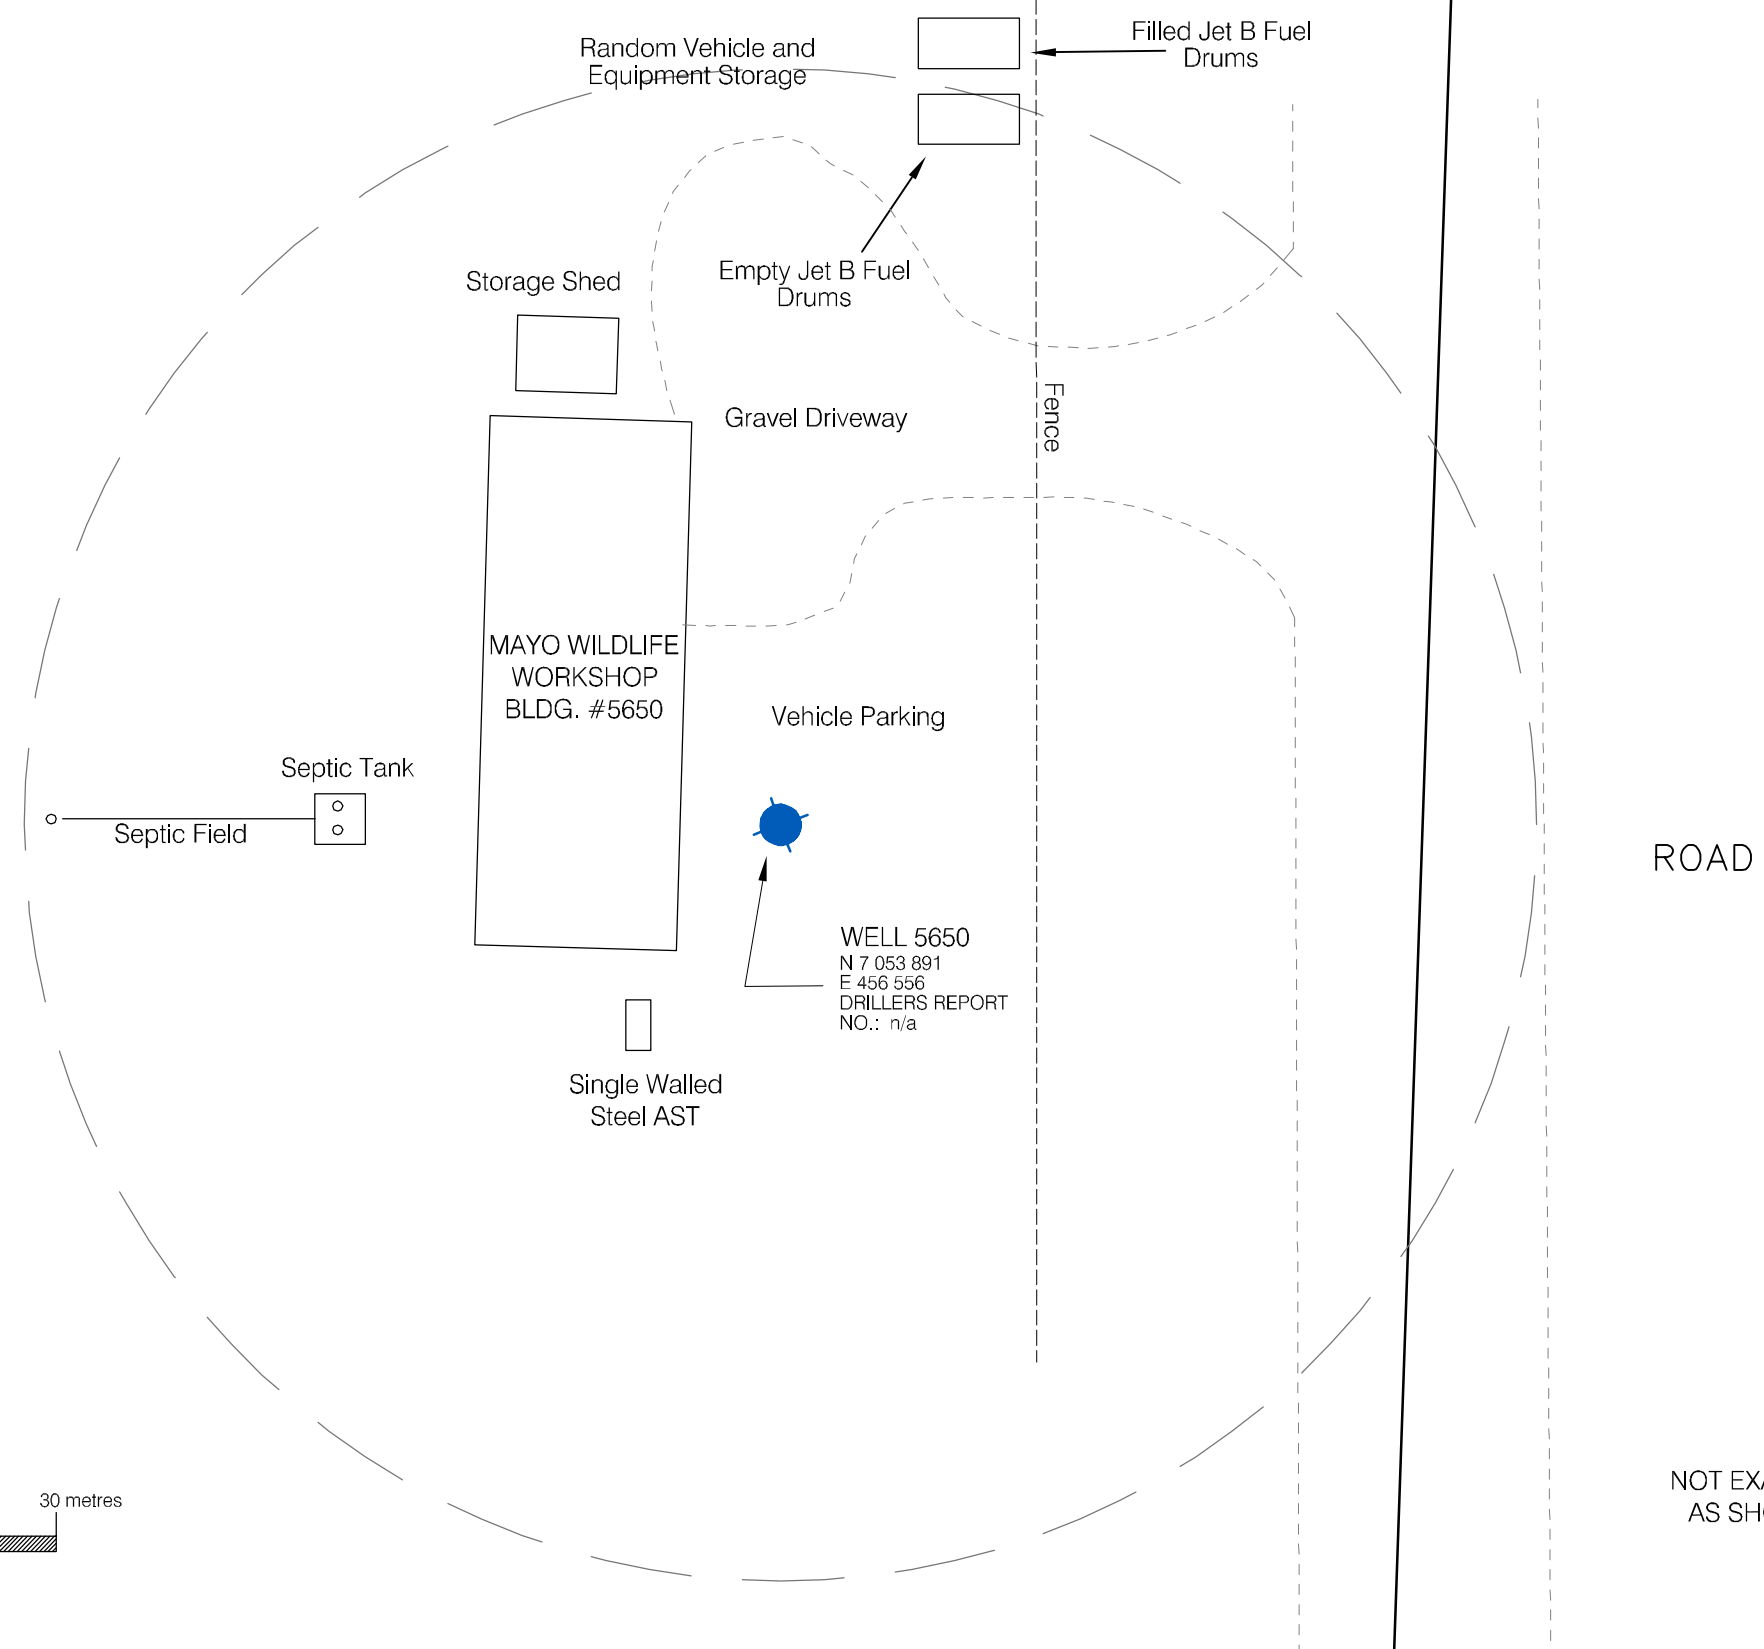 Random Vehicle and
Equipment Storage
Filled Jet B Fuel
Drums
Empty Jet B Fuel
Drums
Storage Shed
Gravel Driveway
Fence
MAYO WILDLIFE
WORKSHOP
BLDG. #5650
Vehicle Parking
Septic Tank
Septic Field
ROAD
WELL 5650
N 7 053 891
E 456 556
DRILLERS REPORT
NO.: n/a
Single Walled
Steel AST
30 metres
NOT
AS